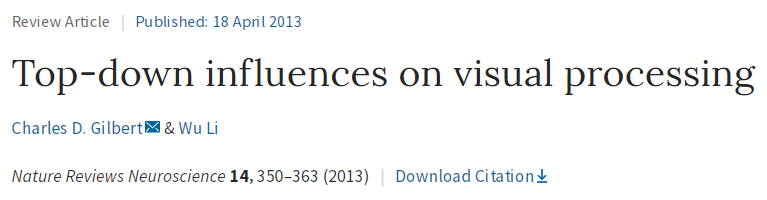 Review Article | Published: 18 April 2013
Top-down influences on visual processing
Charles D. Gilbert & Wu Li
Nature Reviews Neuroscience 14, 350–363 (2013) | Download Citation